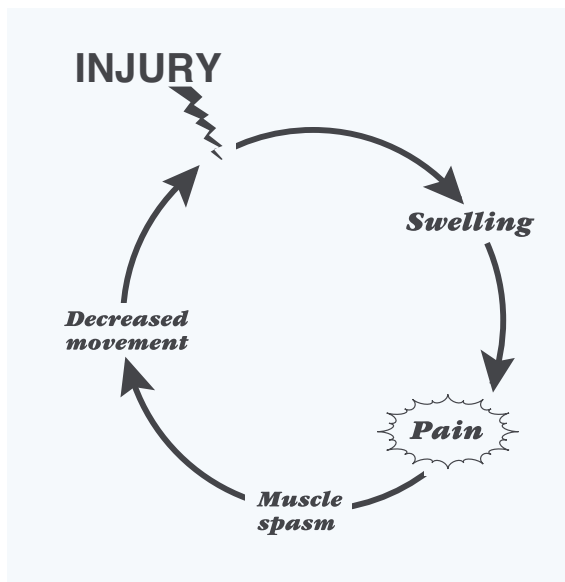 INJURY
Swelling
Pain
Muscle
spasm
Decreased
movement